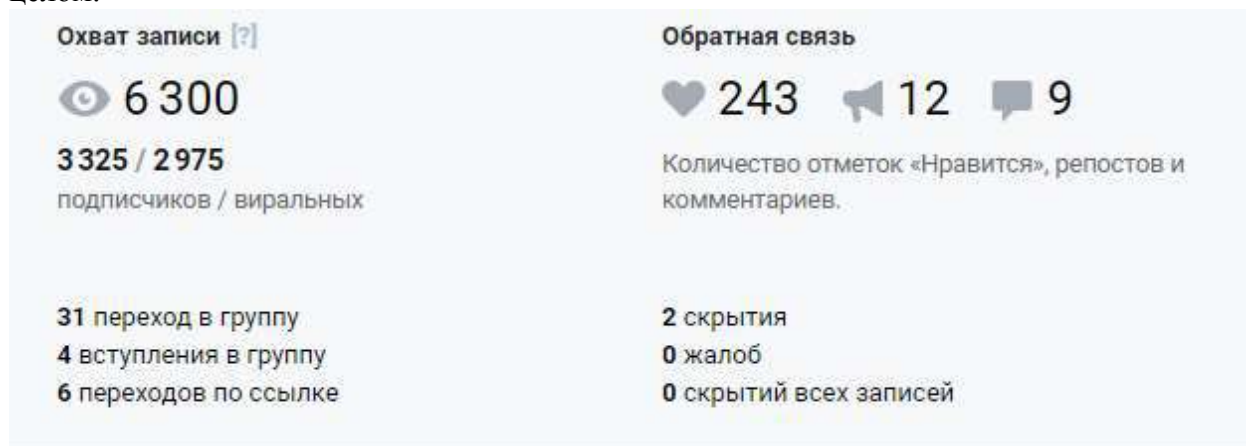 целом.
Охват записи [?]
6 300
3 325 / 2 975
подписчиков / виральных
Обратная связь
243 12 9
Количество отметок «Нравится», репостов и
комментариев.
31 переход в группу
4 вступления в группу
6 переходов по ссылке
2 скрытия
0 жалоб
0 скрытий всех записей